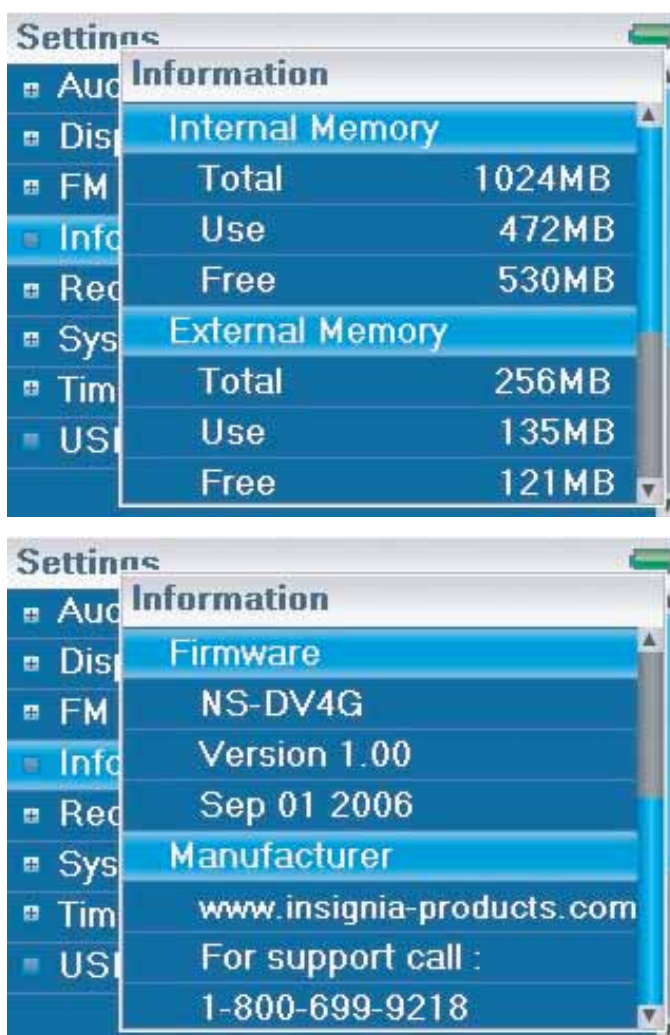 Settings
Information
Internal Memory
Total 1024MB
Use 472MB
Free 530MB
External Memory
Total 256MB
Use 135MB
Free 121MB
FM
Settings
Information
Firmware
NS-DV4G
Version 1.00
Sep 01 2006
Manufacturer
www.insignia-products.com
For support call :
1-800-699-9218
FM